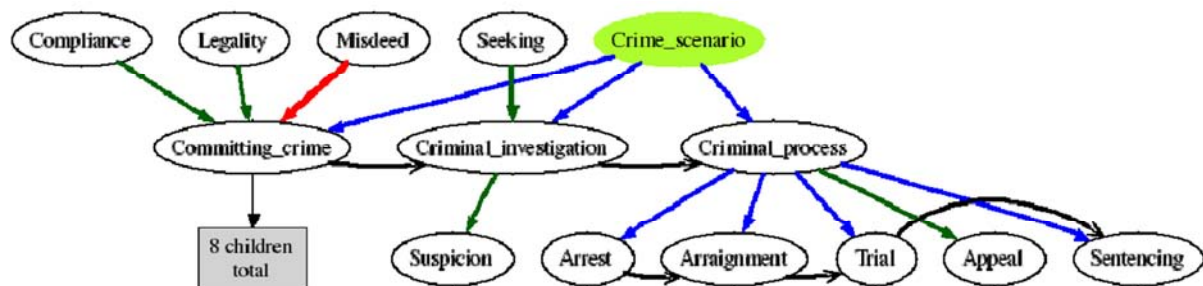 Compliance
Legality
Misdeed
Seeking
Crime_scenario
Committing_crime
Criminal_investigation
Criminal_process
8 children
total
Suspicion
Arrest
Arraignment
Trial
Appeal
Sentencing